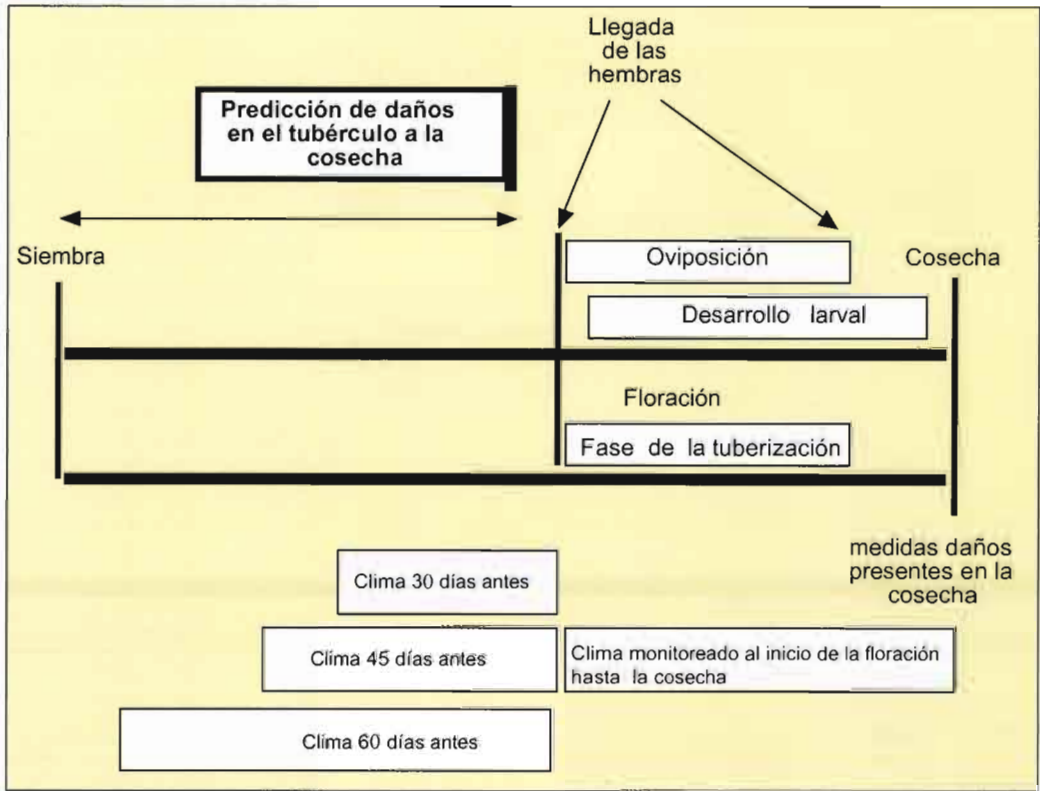 Llegada
de las
hembras
Predicción de daños
en el tubérculo a la
cosecha
Siembra
Oviposición
Cosecha
Desarrollo larval
Floración
Fase de la tuberización
medidas daños
presentes en la
cosecha
Clima 30 días antes
Clima 45 días antes
Clima monitoreado al inicio de la floración
hasta la cosecha
Clima 60 días antes